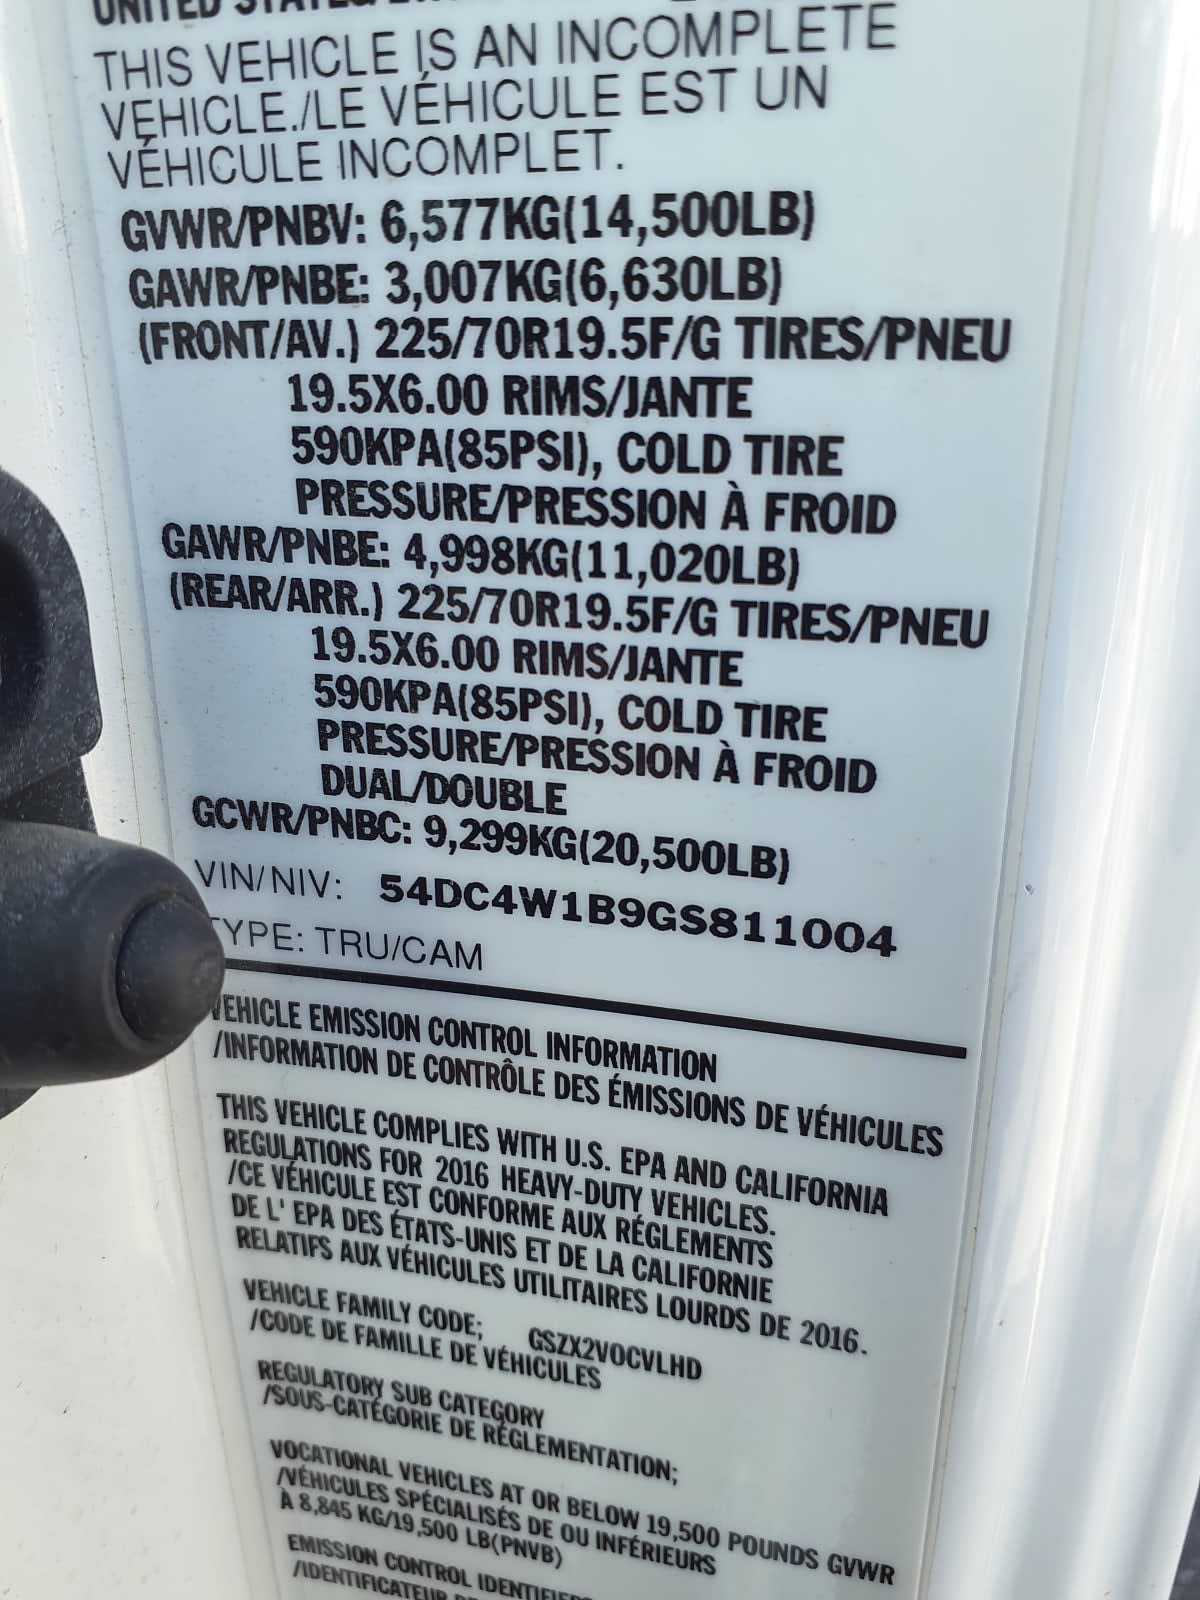 UNITED STATES
THIS VEHICLE IS AN INCOMPLETE
VEHICLE./LE VÉHICULE EST UN
VÉHICULE INCOMPLET.
GVWR/PNBV: 6,577KG(14,500LB)
GAWR/PNBE: 3,007KG(6,630LB)
(FRONT/AV.) 225/70R19.5F/G TIRES/PNEU
19.5X6.00 RIMS/JANTE
590KPA(85PSI), COLD TIRE
PRESSURE/PRESSION À FROID
GAWR/PNBE: 4,998KG(11,020LB)
(REAR/ARR.) 225/70R19.5F/G TIRES/PNEU
19.5X6.00 RIMS/JANTE
590KPA(85PSI), COLD TIRE
PRESSURE/PRESSION À FROID
DUAL/DOUBLE
GCWR/PNBC: 9,299KG(20,500LB)
VIN/NIV: 54DC4W1B9GS811004
TYPE: TRU/CAM
VEHICLE EMISSION CONTROL INFORMATION
/INFORMATION DE CONTRÔLE DES ÉMISSIONS DE VÉHICULES
THIS VEHICLE COMPLIES WITH U.S. EPA AND CALIFORNIA
REGULATIONS FOR 2016 HEAVY-DUTY VEHICLES.
/CE VÉHICULE EST CONFORME AUX RÉGLEMENTS
DE L' EPA DES ÉTATS-UNIS ET DE LA CALIFORNIE
RELATIFS AUX VÉHICULES UTILITAIRES LOURDS DE 2016.
VEHICLE FAMILY CODE; GSZX2VOCVLHD
/CODE DE FAMILLE DE VÉHICULES
REGULATORY SUB CATEGORY
/SOUS-CATÉGORIE DE RÉGLEMENTATION;
VOCATIONAL VEHICLES AT OR BELOW 19,500 POUNDS GVWR
/VÉHICULES SPÉCIALISÉS DE OU INFÉRIEURS
À 8,845 KG/19,500 LB(PNVB)
EMISSION CONTROL